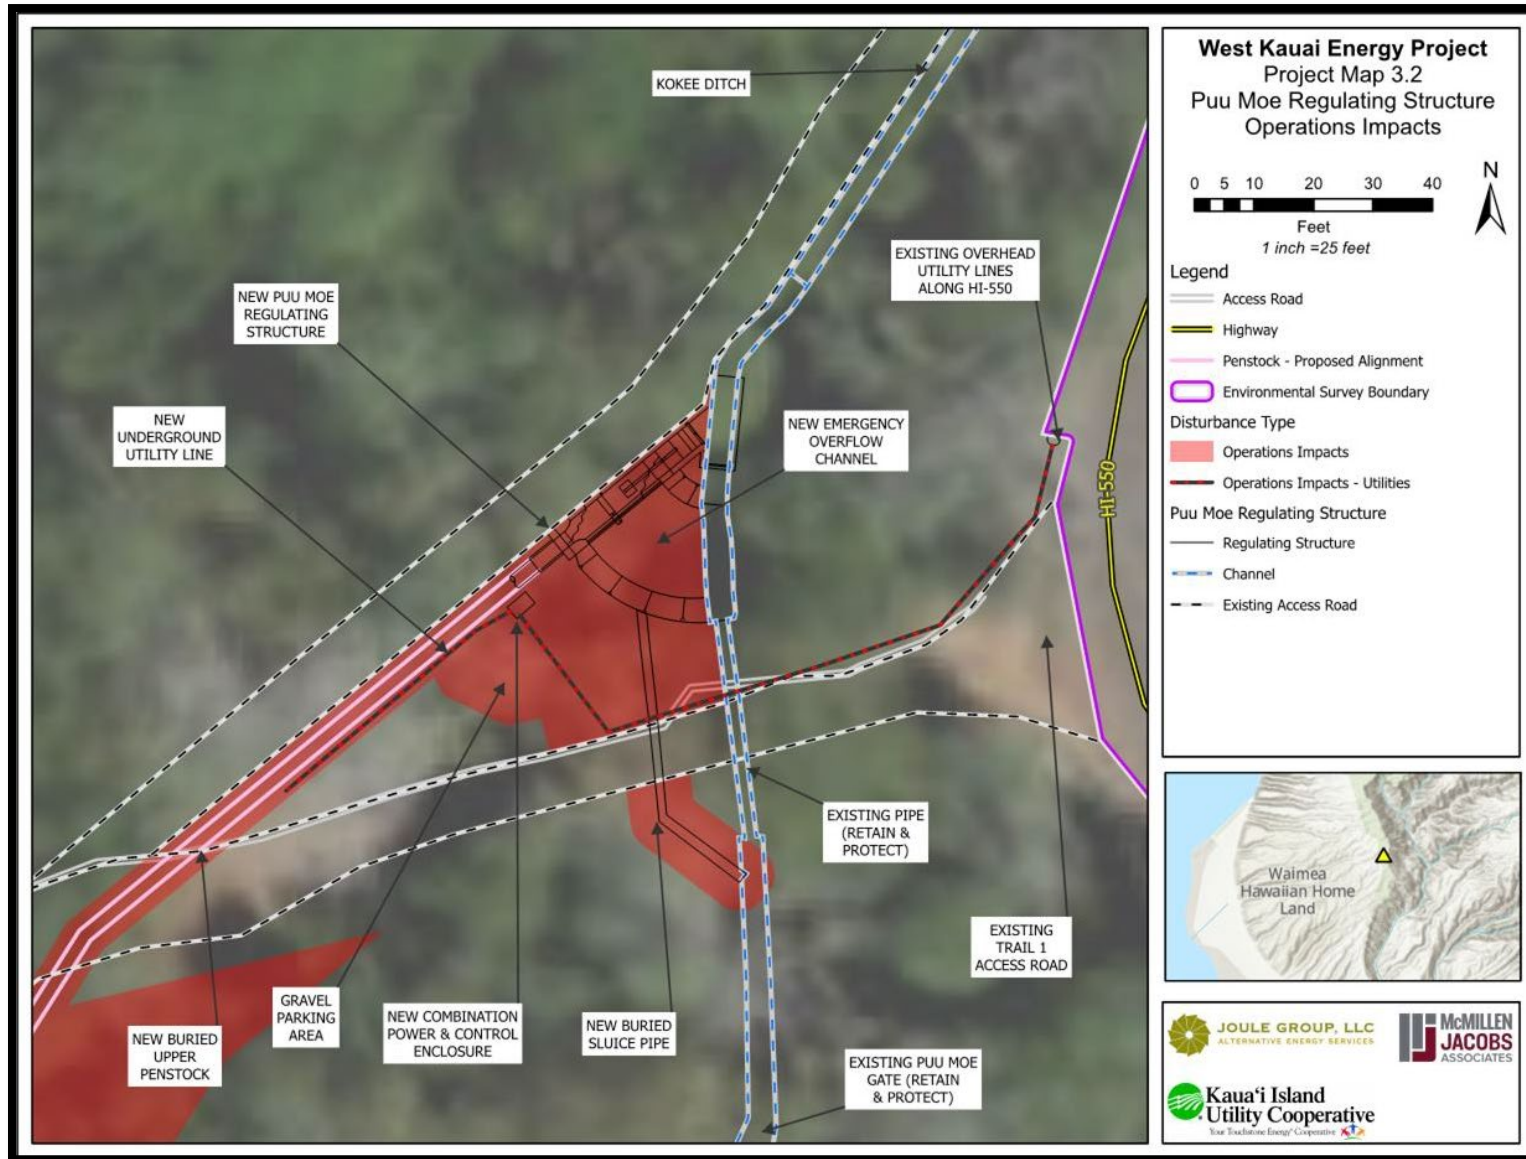 West Kauai Energy Project
Project Map 3.2
Puu Moe Regulating Structure
Operations Impacts
0 5 10 20 30 40
Feet
1 inch =25 feet
N
Legend
Access Road
Highway
Penstock - Proposed Alignment
Environmental Survey Boundary
Disturbance Type
Operations Impacts
Operations Impacts - Utilities
Puu Moe Regulating Structure
Regulating Structure
Channel
Existing Access Road
KOKEE DITCH
EXISTING OVERHEAD
UTILITY LINES
ALONG HI-550
NEW PUU MOE
REGULATING
STRUCTURE
NEW
UNDERGROUND
UTILITY LINE
NEW EMERGENCY
OVERFLOW
CHANNEL
HI-550
EXISTING PIPE
(RETAIN &
PROTECT)
EXISTING
TRAIL 1
ACCESS ROAD
GRAVEL
PARKING
AREA
NEW COMBINATION
POWER & CONTROL
ENCLOSURE
NEW BURIED
SLUICE PIPE
NEW BURIED
UPPER
PENSTOCK
EXISTING PUU MOE
GATE (RETAIN
& PROTECT)
Waimea
Hawaiian Home
Land
JOULE GROUP, LLC
ALTERNATIVE ENERGY SERVICES
McMILLEN
JACOBS
ASSOCIATES
Kauaʻi Island
Utility Cooperative
Your Touchstone Energy® Cooperative